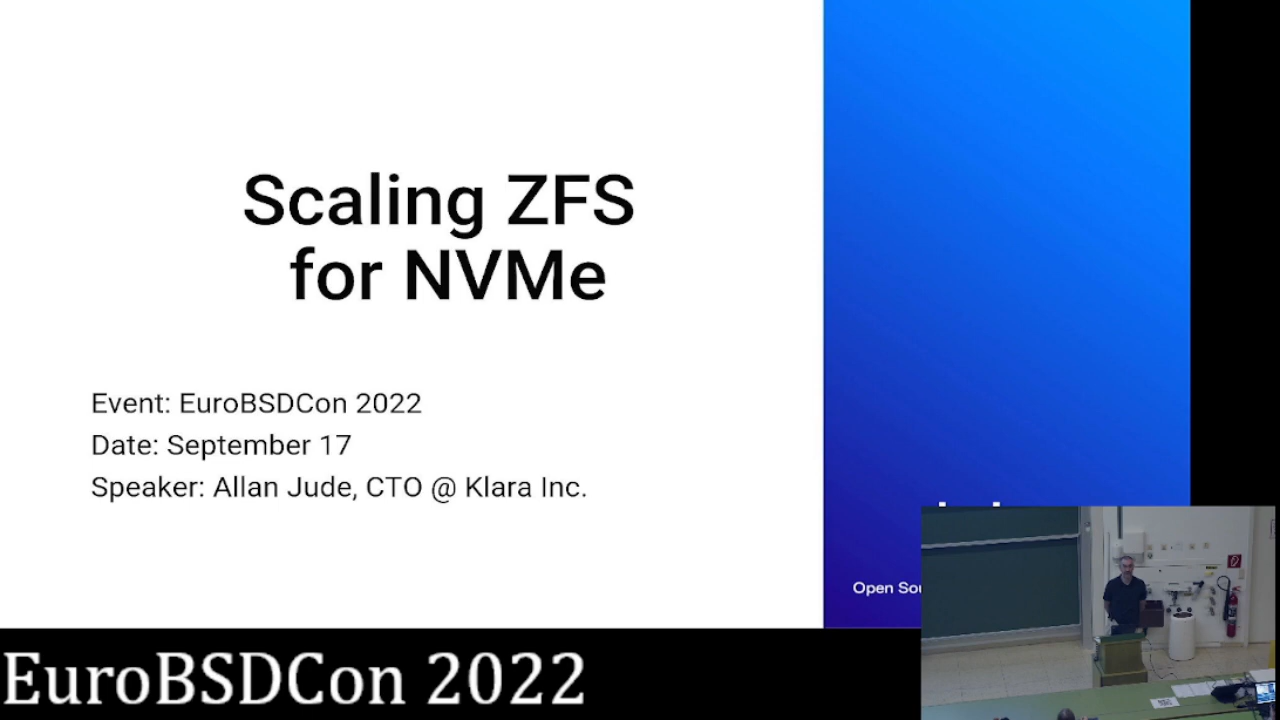 Scaling ZFS
for NVMe
Event: EuroBSDCon 2022
Date: September 17
Speaker: Allan Jude, CTO @ Klara Inc.
Open
EuroBSDCon 2022